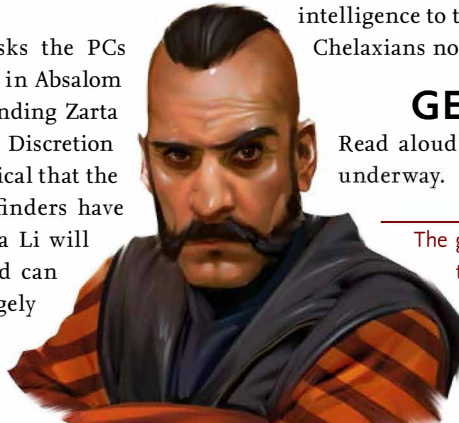 sks the PCs
in Absalom
nding Zarta
Discretion
ical that the
finders have
a Li will
d can
gely
intelligence to t
Chelaxians no
GE
Read aloud
underway.
The g
t